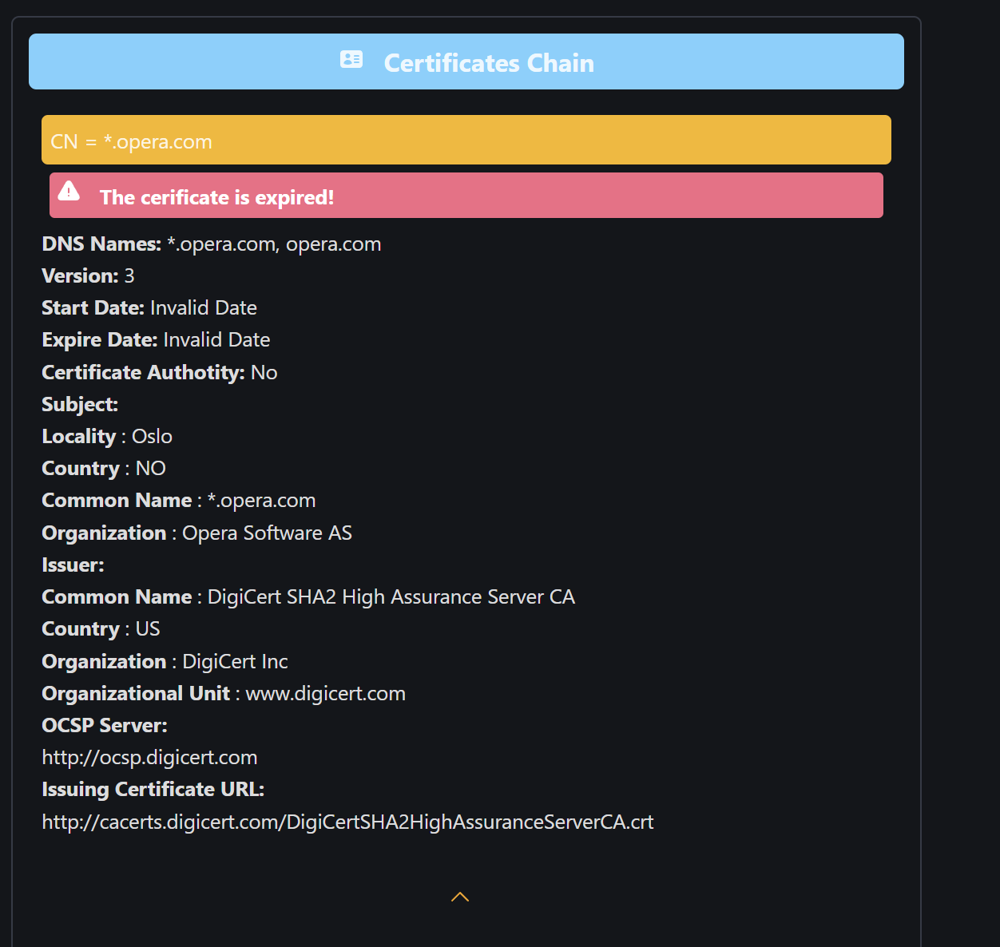 Certificates Chain
CN = *.opera.com
The cerificate is expired!
DNS Names: *.opera.com, opera.com
Version: 3
Start Date: Invalid Date
Expire Date: Invalid Date
Certificate Authotity: No
Subject:
Locality : Oslo
Country : NO
Common Name : *.opera.com
Organization : Opera Software AS
Issuer:
Common Name : DigiCert SHA2 High Assurance Server CA
Country : US
Organization : DigiCert Inc
Organizational Unit : www.digicert.com
OCSP Server:
http://ocsp.digicert.com
Issuing Certificate URL:
http://cacerts.digicert.com/DigiCertSHA2HighAssuranceServerCA.crt